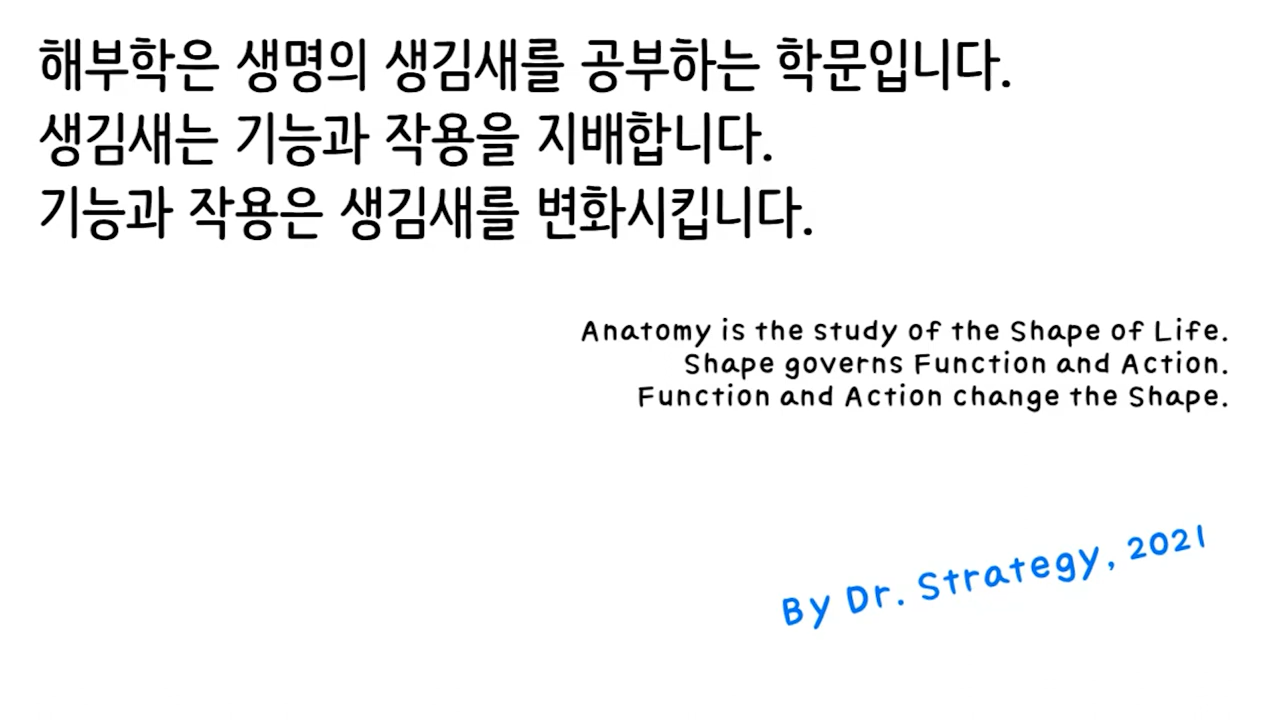 해부학은 생명의 생김새를 공부하는 학문입니다.
생김새는 기능과 작용을 지배합니다.
기능과 작용은 생김새를 변화시킵니다.
Anatomy is the study of the Shape of Life.
Shape governs Function and Action.
Function and Action change the Shape.
By Dr. Strategy, 2021